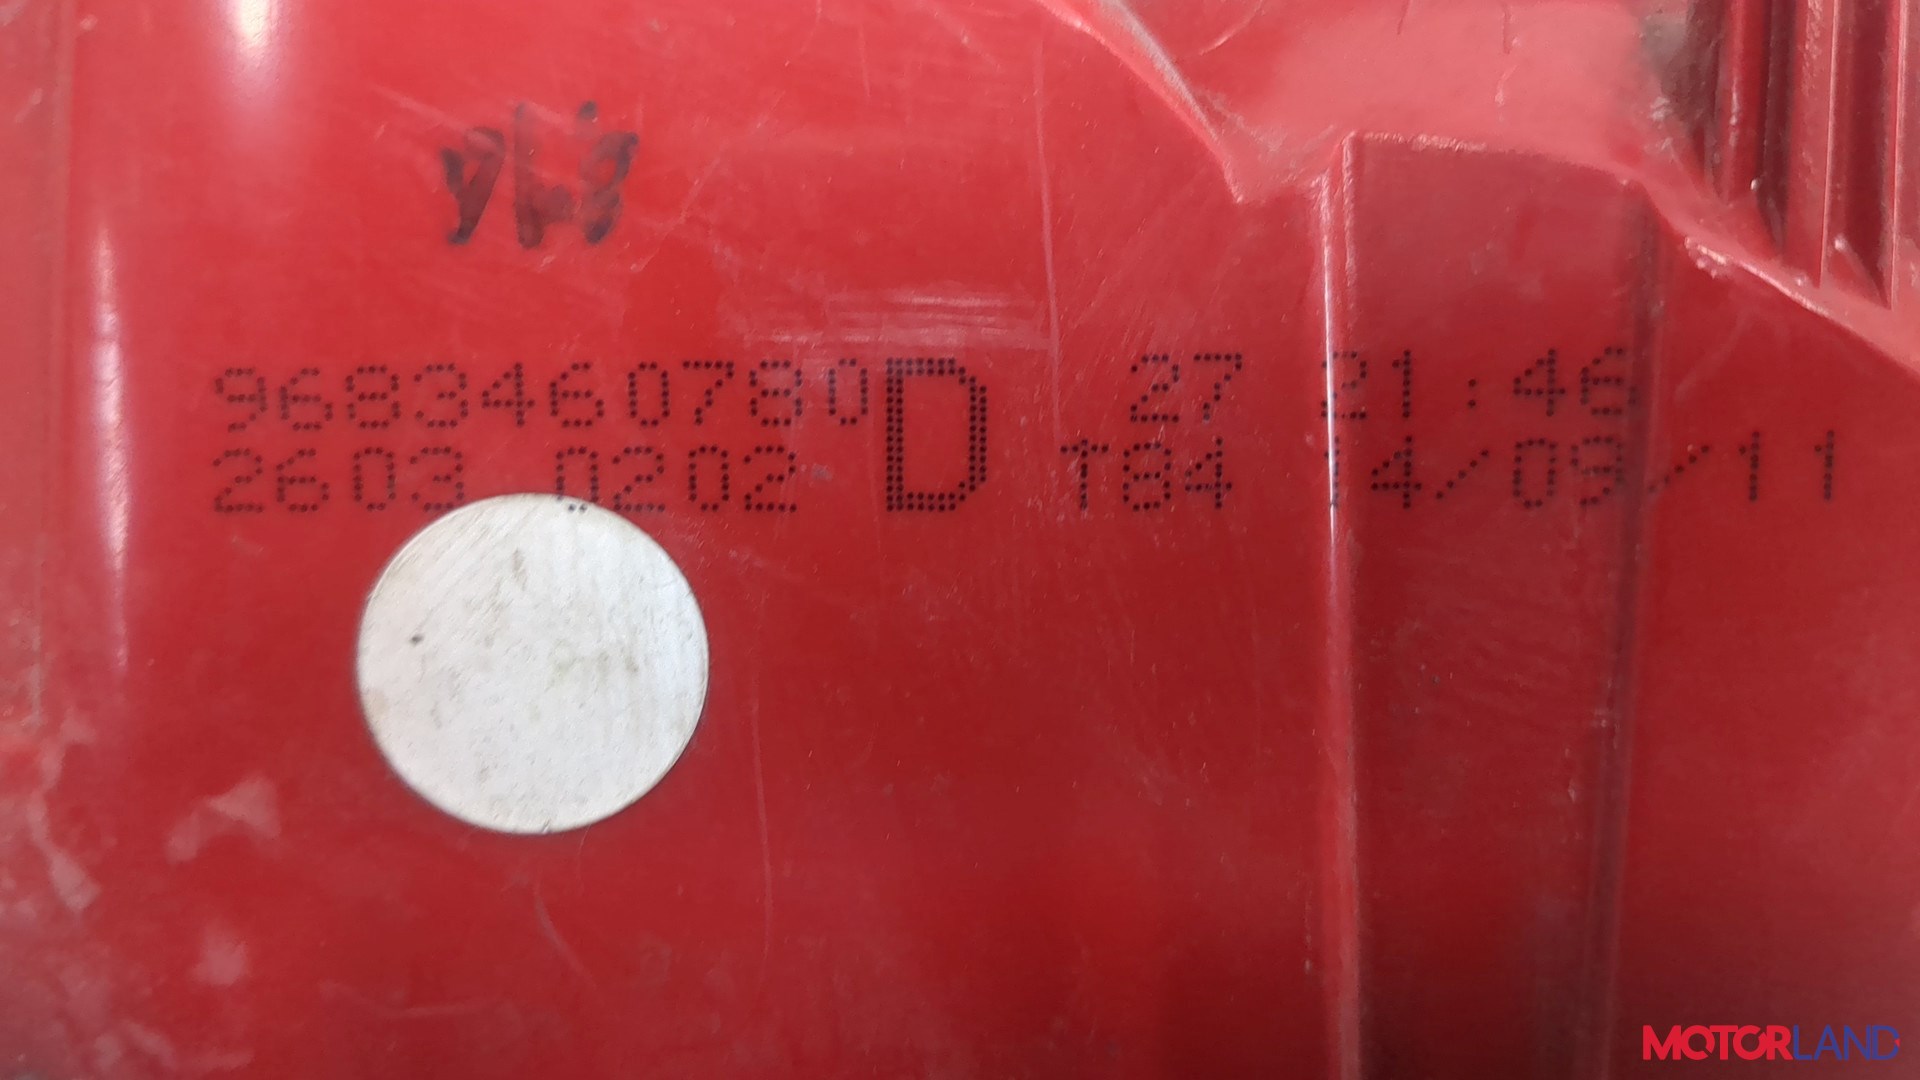 9683460780 D 27 21:46
2603 0202 T84 14/09/11
MOTORLAND